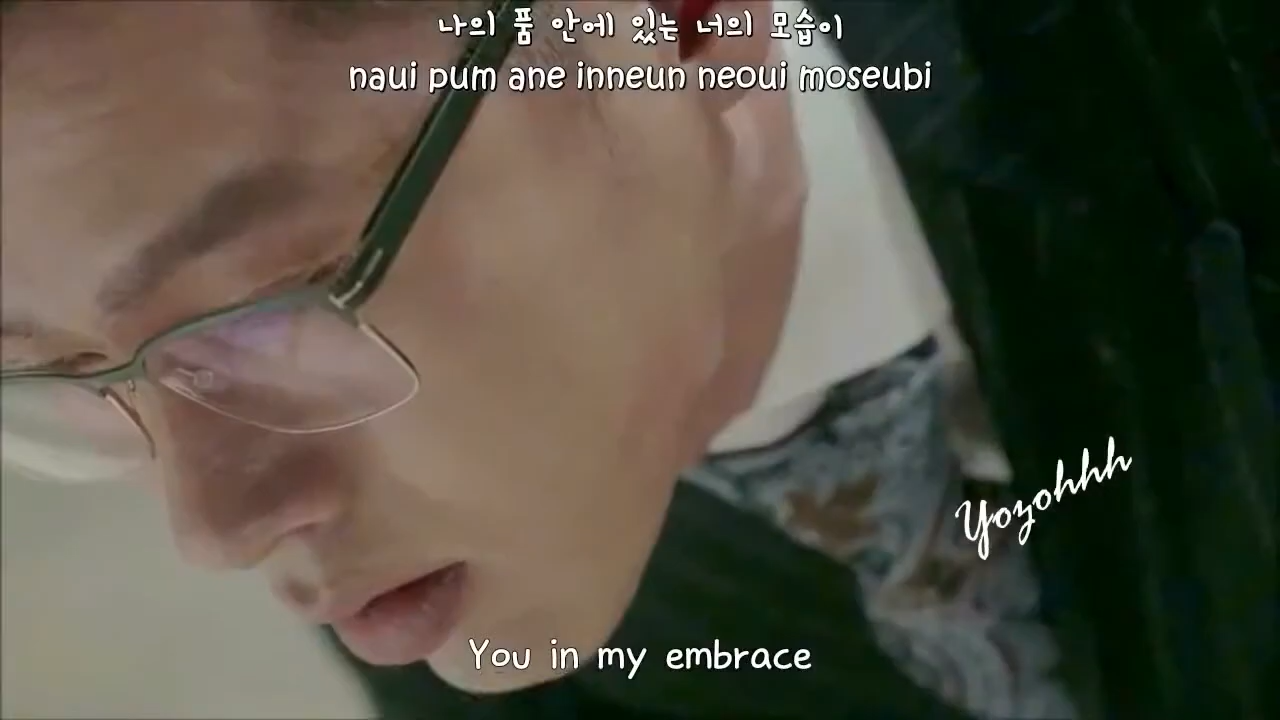 나의 품 안에 있는 너의 모습이
naui pum ane inneun neoui moseubi
Yozohhh
You in my embrace